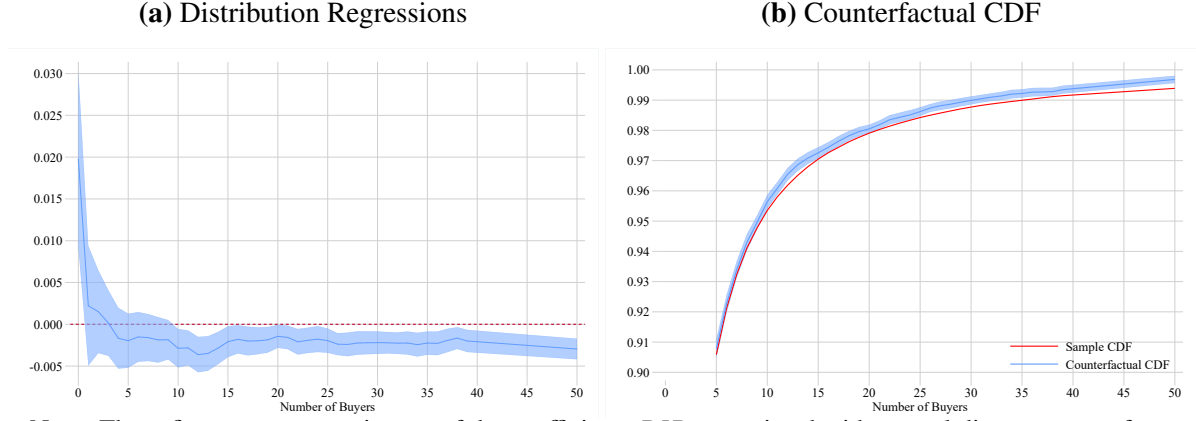 (a) Distribution Regressions
(b) Counterfactual CDF
0.030
0.025
0.020
0.015
0.010
0.005
0.000
-0.005
0 5 10 15 20 25 30 35 40 45 50
Number of Buyers
1.00
0.99
0.98
0.97
0.96
0.95
0.94
0.93
0.92
0.91
0.90
Sample CDF
Counterfactual CDF
0 5 10 15 20 25 30 35 40 45 50
Number of Buyers